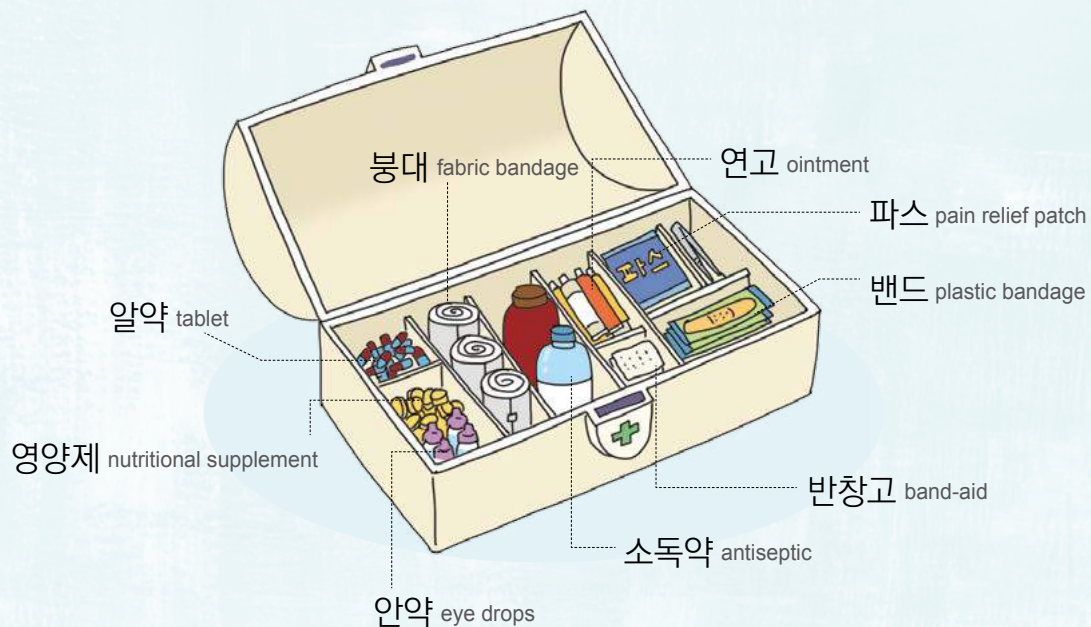 붕대 fabric bandage
연고 ointment
파스 pain relief patch
파스
밴드 plastic bandage
알약 tablet
영양제 nutritional supplement
반창고 band-aid
소독약 antiseptic
안약 eye drops